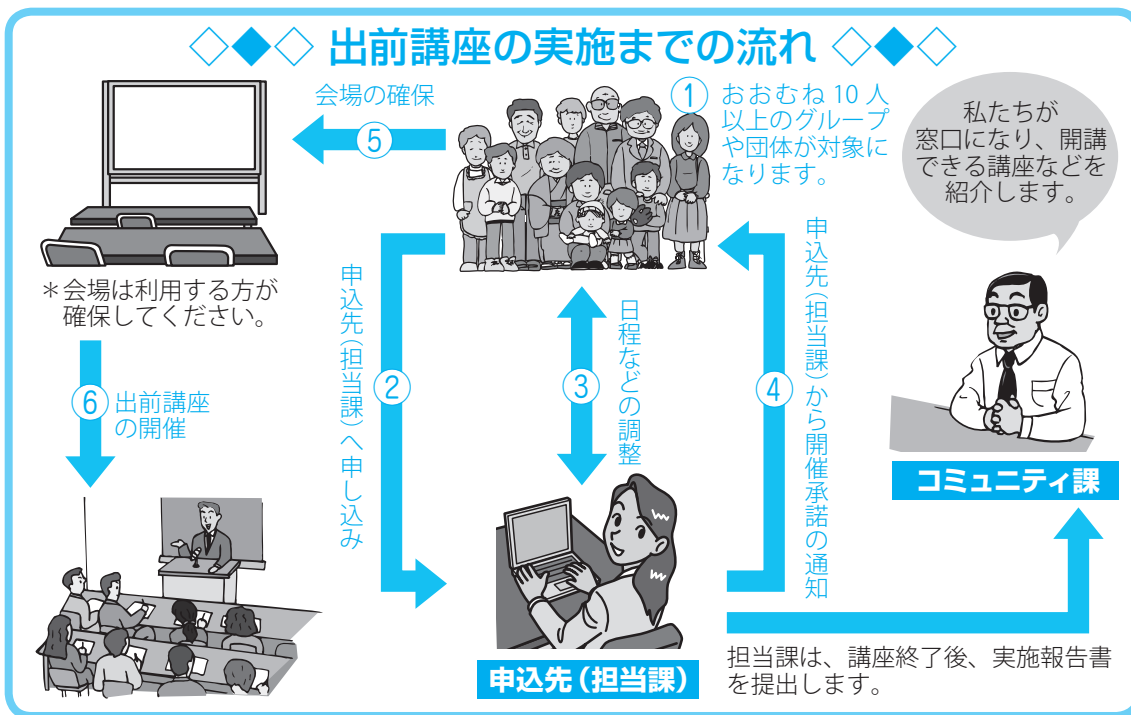 ◇◆◇ 出前講座の実施までの流れ ◇◆◇
① おおむね 10 人
以上のグループ
や団体が対象に
なります。
私たちが
窓口になり、開講
できる講座などを
紹介します。
コミュニティ課
② 申込先（担当課）へ申し込み
③ 日程などの調整
④ 申込先（担当課）から開催承諾の通知
会場の確保
⑤
＊会場は利用する方が
確保してください。
⑥ 出前講座
の開催
申込先（担当課）
担当課は、講座終了後、実施報告書
を提出します。